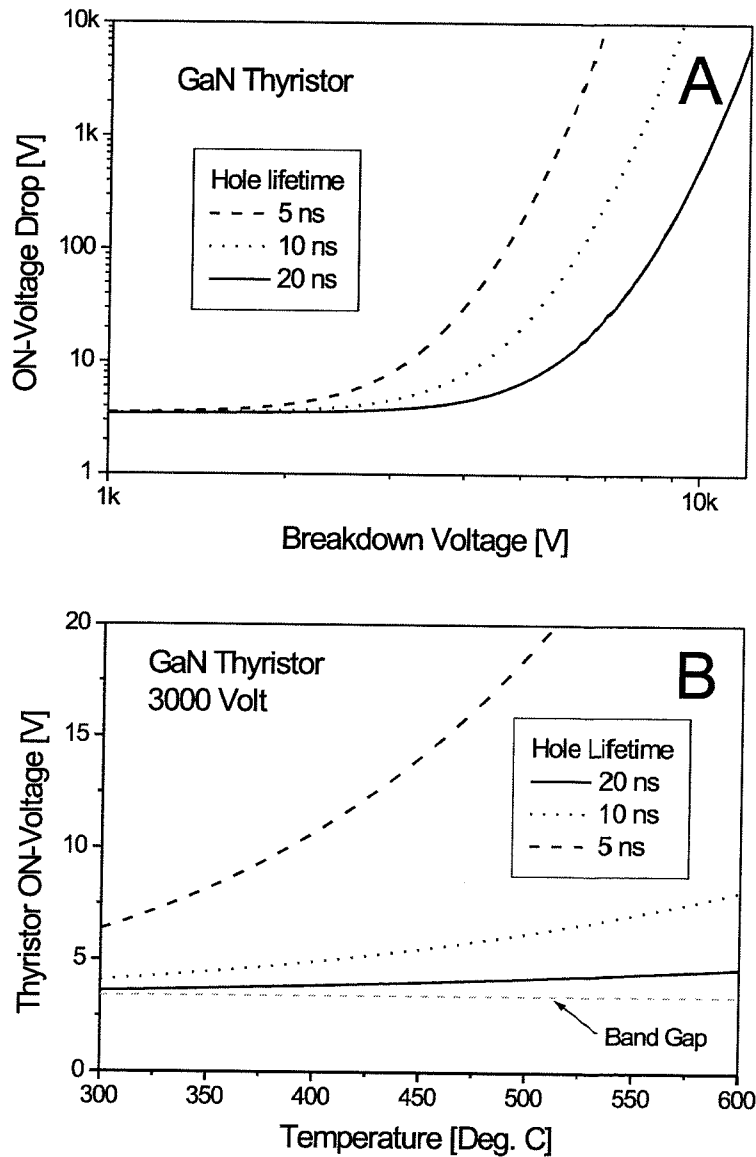 10k
A
GaN Thyristor
1k
Hole lifetime
5 ns
10 ns
20 ns
100
10
1
ON-Voltage Drop [V]
1k
10k
Breakdown Voltage [V]
20
B
GaN Thyristor
3000 Volt
15
Hole Lifetime
20 ns
10 ns
5 ns
10
5
Band Gap
0
Thyristor ON-Voltage [V]
300
350
400
450
500
550
600
Temperature [Deg. C]